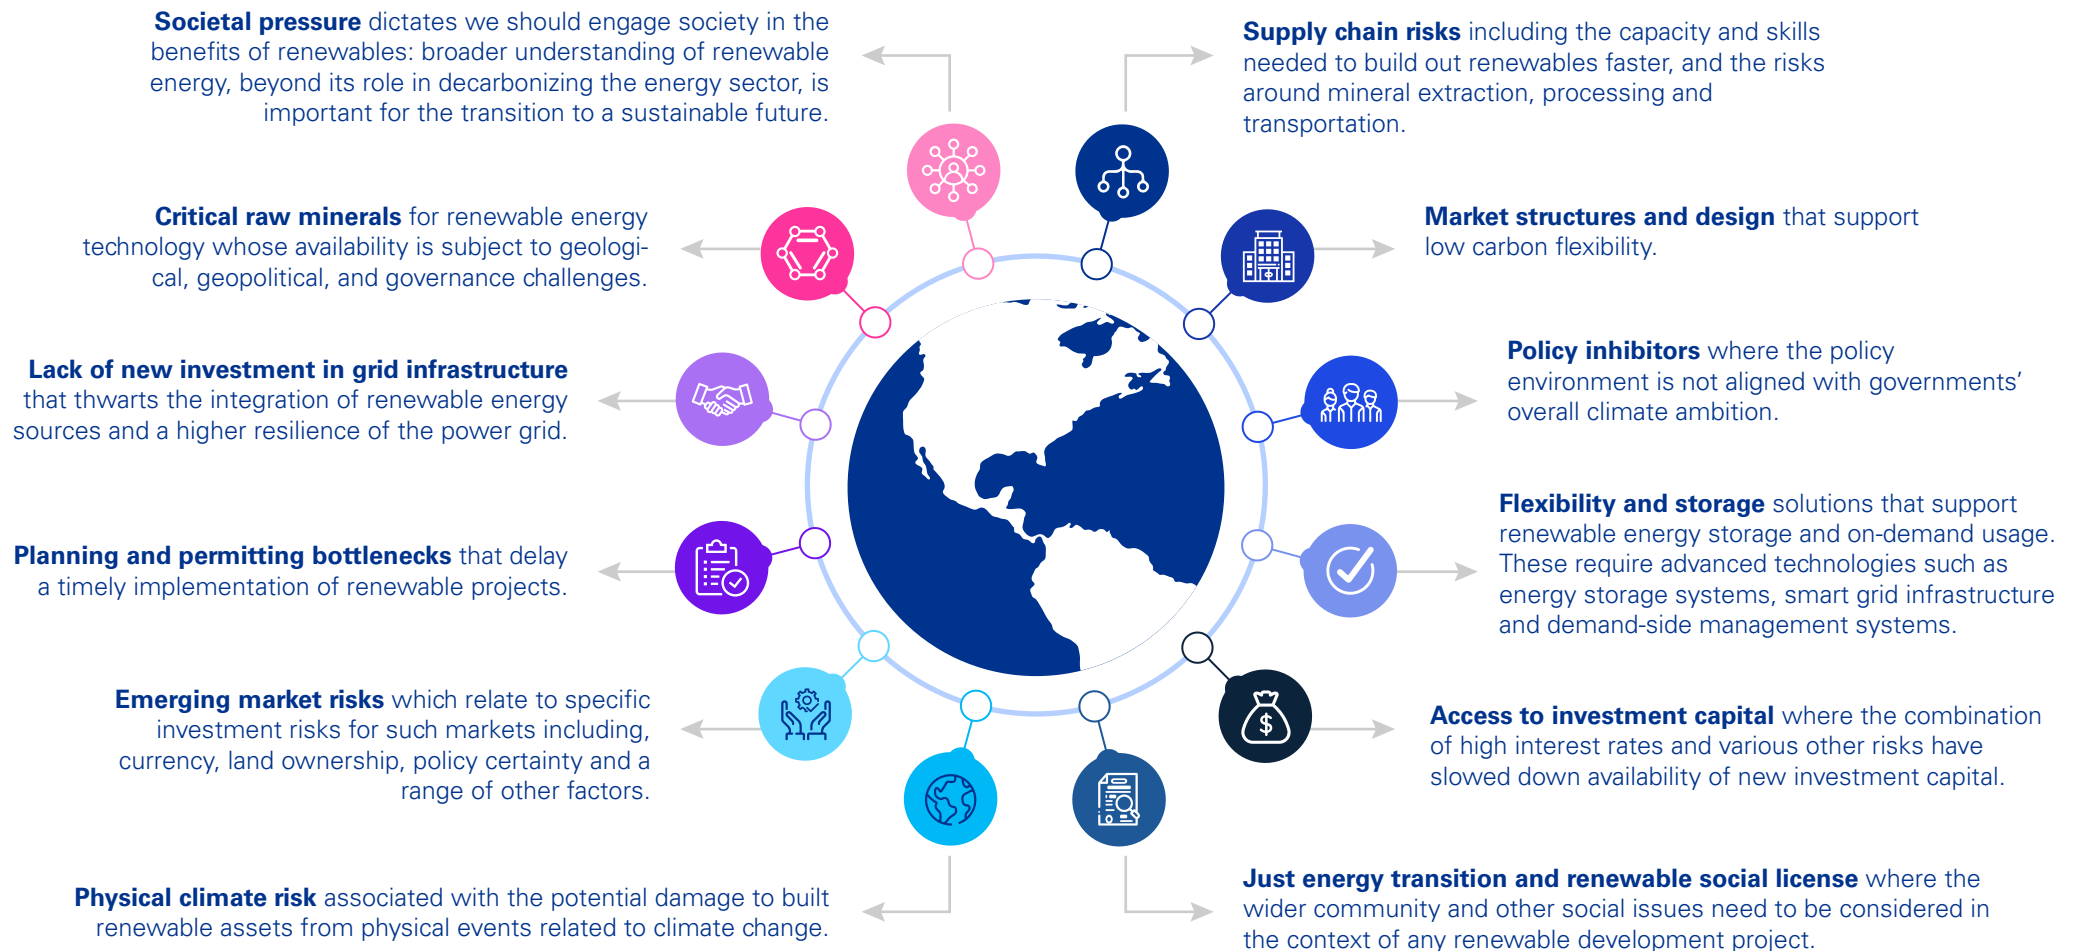 Societal pressure dictates we should engage society in the
benefits of renewables: broader understanding of renewable
energy, beyond its role in decarbonizing the energy sector, is
important for the transition to a sustainable future.
Critical raw minerals for renewable energy
technology whose availability is subject to geologi-
cal, geopolitical, and governance challenges.
Lack of new investment in grid infrastructure
that thwarts the integration of renewable energy
sources and a higher resilience of the power grid.
Planning and permitting bottlenecks that delay
a timely implementation of renewable projects.
Emerging market risks which relate to specific
investment risks for such markets including,
currency, land ownership, policy certainty and a
range of other factors.
Physical climate risk associated with the potential damage to built
renewable assets from physical events related to climate change.
Supply chain risks including the capacity and skills
needed to build out renewables faster, and the risks
around mineral extraction, processing and
transportation.
Market structures and design that support
low carbon flexibility.
Policy inhibitors where the policy
environment is not aligned with governments’
overall climate ambition.
Flexibility and storage solutions that support
renewable energy storage and on-demand usage.
These require advanced technologies such as
energy storage systems, smart grid infrastructure
and demand-side management systems.
$
Access to investment capital where the combination
of high interest rates and various other risks have
slowed down availability of new investment capital.
Just energy transition and renewable social license where the
wider community and other social issues need to be considered in
the context of any renewable development project.